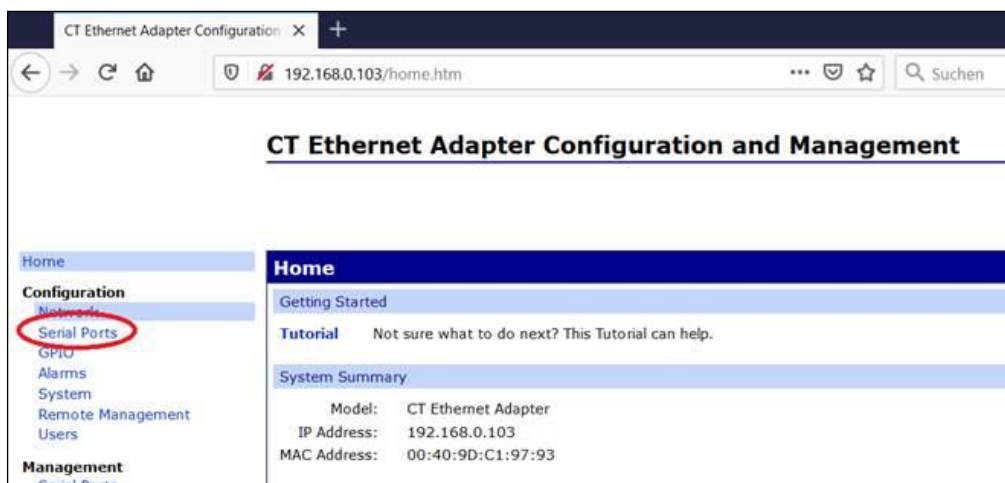 CT Ethernet Adapter Configuration
192.168.0.103/home.htm
Suchen
CT Ethernet Adapter Configuration and Management
Home
Configuration
Network
Serial Ports
GPIO
Alarms
System
Remote Management
Users
Management
Serial Ports
Home
Getting Started
Tutorial Not sure what to do next? This Tutorial can help.
System Summary
Model: CT Ethernet Adapter
IP Address: 192.168.0.103
MAC Address: 00:40:9D:C1:97:93